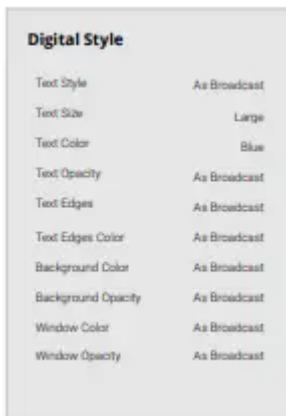 Digital Style
Text Style As Broadcast
Text Size Large
Text Color Blue
Text Opacity As Broadcast
Text Edges As Broadcast
Text Edges Color As Broadcast
Background Color As Broadcast
Background Opacity As Broadcast
Window Color As Broadcast
Window Opacity As Broadcast